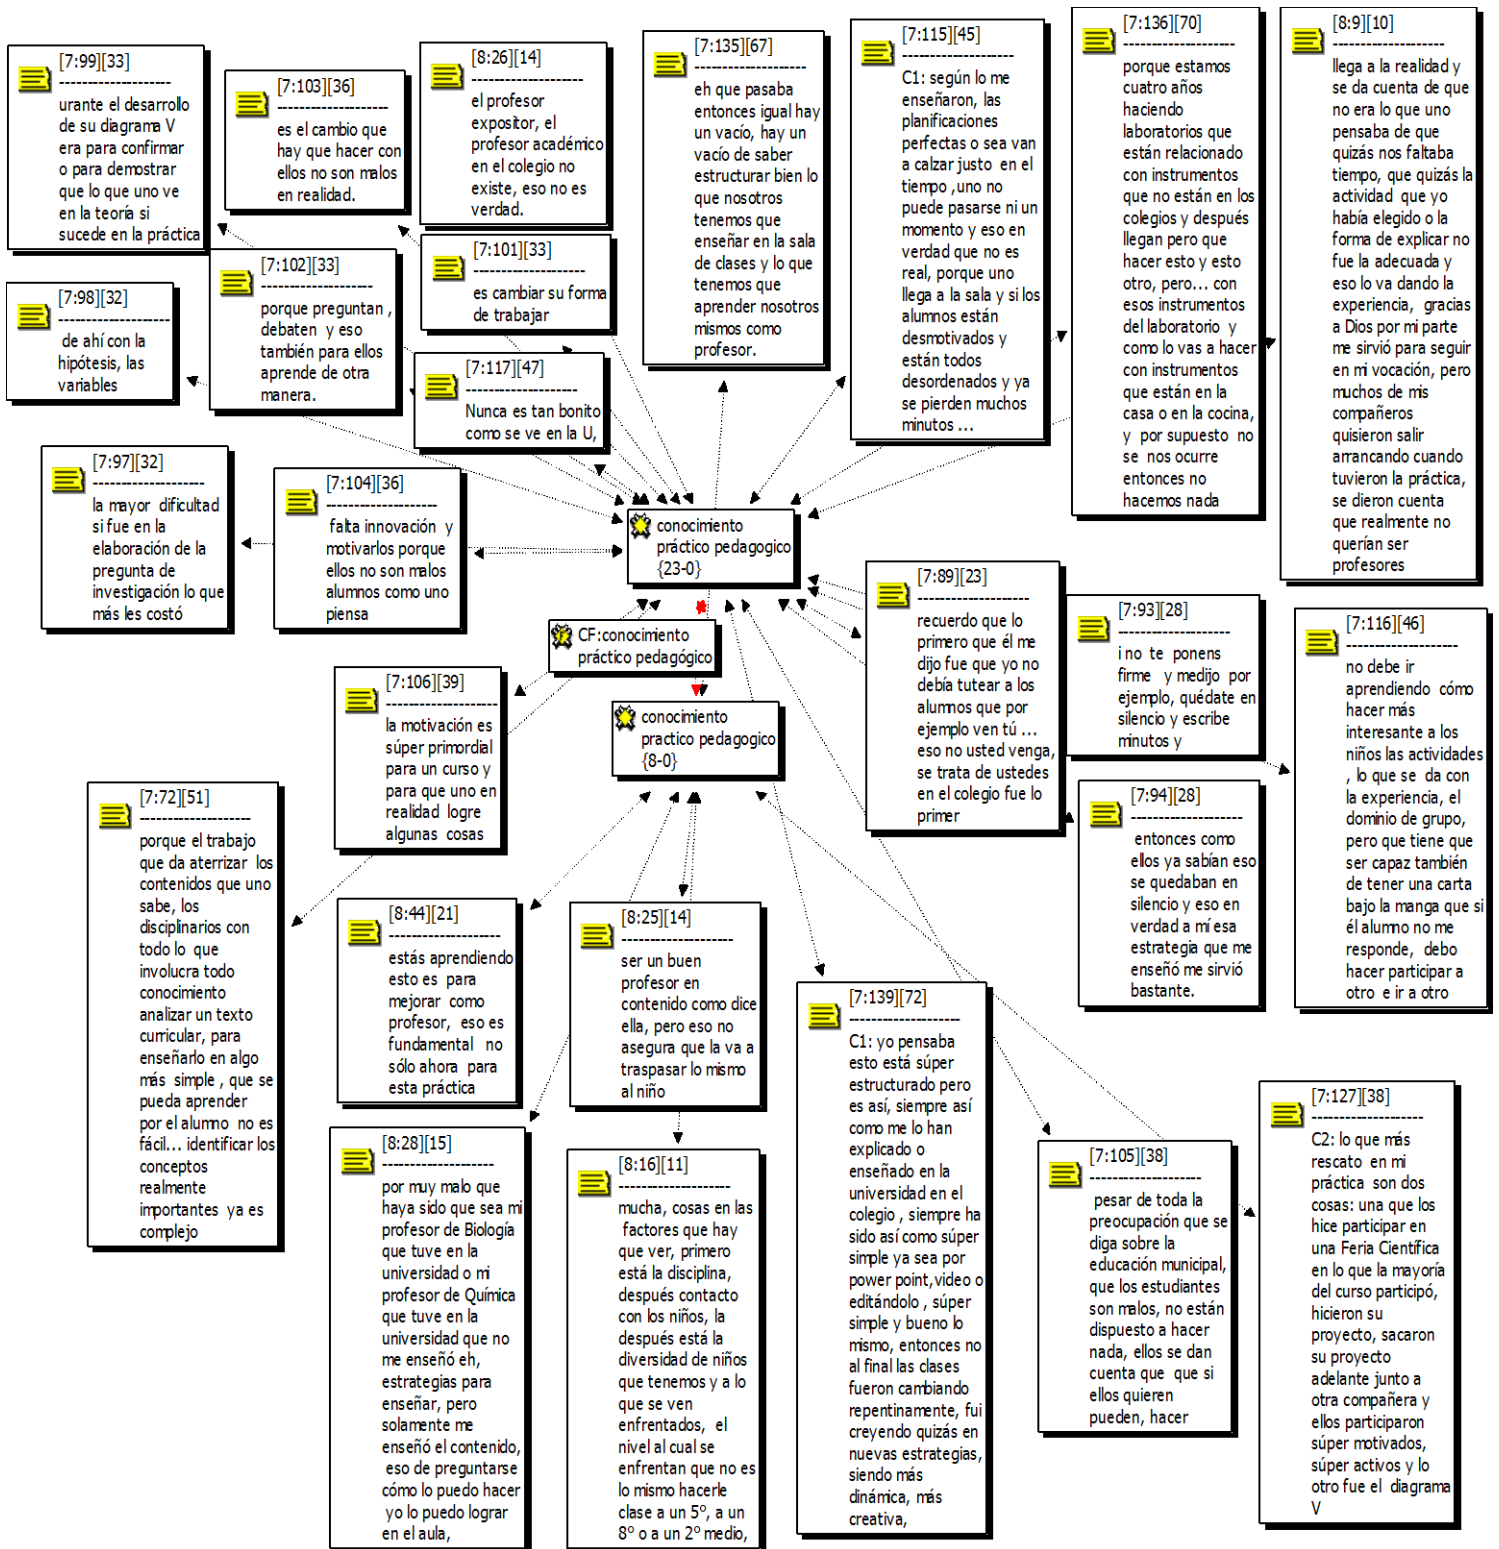 [7:99][33]
--------------------
urante el desarrollo
de su diagrama V
era para confirmar
o para demostrar
que lo que uno ve
en la teoría si
sucede en la práctica
[7:103][36]
--------------------
es el cambio que
hay que hacer con
ellos no son malos
en realidad.
[8:26][14]
--------------------
el profesor
expositor, el
profesor académico
en el colegio no
existe, eso no es
verdad.
[7:135][67]
--------------------
eh que pasaba
entonces igual hay
un vacío, hay un
vacío de saber
estructurar bien lo
que nosotros
tenemos que
enseñar en la sala
de clases y lo que
tenemos que
aprender nosotros
mismos como
profesor.
[7:115][45]
--------------------
C1: según lo me
enseñaron, las
planificaciones
perfectas o sea van
a calzar justo en el
tiempo ,uno no
puede pasarse ni un
momento y eso en
verdad que no es
real, porque uno
llega a la sala y si los
alumnos están
desmotivados y
están todos
desordenados y ya
se pierden muchos
minutos ...
[7:136][70]
--------------------
porque estamos
cuatro años
haciendo
laboratorios que
están relacionado
con instrumentos
que no están en los
colegios y después
llegan pero que
hacer esto y esto
otro, pero... con
esos instrumentos
del laboratorio y
como lo vas a hacer
con instrumentos
que están en la
casa o en la cocina,
y por supuesto no
se nos ocurre
entonces no
hacemos nada
[8:9][10]
--------------------
llega a la realidad y
se da cuenta de que
no era lo que uno
pensaba de que
quizás nos faltaba
tiempo, que quizás la
actividad que yo
había elegido o la
forma de explicar no
fue la adecuada y
eso lo va dando la
experiencia, gracias
a Dios por mi parte
me sirvió para seguir
en mi vocación, pero
muchos de mis
compañeros
quisieron salir
arrancando cuando
tuvieron la práctica,
se dieron cuenta
que realmente no
querían ser
profesores
[7:98][32]
--------------------
de ahí con la
hipótesis, las
variables
[7:102][33]
--------------------
porque preguntan ,
debaten y eso
también para ellos
aprende de otra
manera.
[7:101][33]
--------------------
es cambiar su forma
de trabajar
[7:117][47]
--------------------
Nunca es tan bonito
como se ve en la U,
[7:97][32]
--------------------
la mayor dificultad
si fue en la
elaboración de la
pregunta de
investigación lo que
más les costó
[7:104][36]
--------------------
falta innovación y
motivarlos porque
ellos no son malos
alumnos como uno
piensa
conocimiento
práctico pedagogico
{23-0}
CF:conocimiento
práctico pedagógico
conocimiento
practico pedagogico
{8-0}
[7:89][23]
--------------------
recuerdo que lo
primero que él me
dijo fue que yo no
debía tutear a los
alumnos que por
ejemplo ven tú ...
eso no usted venga,
se trata de ustedes
en el colegio fue lo
primer
[7:93][28]
--------------------
i no te ponens
firme y medijo por
ejemplo, quédate en
silencio y escribe
minutos y
[7:116][46]
--------------------
no debe ir
aprendiendo cómo
hacer más
interesante a los
niños las actividades
, lo que se da con
la experiencia, el
dominio de grupo,
pero que tiene que
ser capaz también
de tener una carta
bajo la manga que si
él alumno no me
responde, debo
hacer participar a
otro e ir a otro
[7:106][39]
--------------------
la motivación es
súper primordial
para un curso y
para que uno en
realidad logre
algunas cosas
[7:94][28]
--------------------
entonces como
ellos ya sabían eso
se quedaban en
silencio y eso en
verdad a mí esa
estrategia que me
enseñó me sirvió
bastante.
[7:72][51]
--------------------
porque el trabajo
que da aterrizar los
contenidos que uno
sabe, los
disciplinarios con
todo lo que
involucra todo
conocimiento
analizar un texto
curricular, para
enseñarlo en algo
más simple , que se
pueda aprender
por el alumno no es
fácil... identificar los
conceptos
realmente
importantes ya es
complejo
[8:44][21]
--------------------
estás aprendiendo
esto es para
mejorar como
profesor, eso es
fundamental no
sólo ahora para
esta práctica
[8:25][14]
--------------------
ser un buen
profesor en
contenido como dice
ella, pero eso no
asegura que la va a
traspasar lo mismo
al niño
[7:139][72]
--------------------
C1: yo pensaba
esto está súper
estructurado pero
es así, siempre así
como me lo han
explicado o
enseñado en la
universidad en el
colegio , siempre ha
sido así como súper
simple ya sea por
power point,video o
editándolo , súper
simple y bueno lo
mismo, entonces no
al final las clases
fueron cambiando
repentinamente, fui
creyendo quizás en
nuevas estrategias,
siendo más
dinámica, más
creativa,
[7:127][38]
--------------------
C2: lo que más
rescato en mi
práctica son dos
cosas: una que los
hice participar en
una Feria Científica
en lo que la mayoría
del curso participó,
hicieron su
proyecto, sacaron
su proyecto
adelante junto a
otra compañera y
ellos participaron
súper motivados,
súper activos y lo
otro fue el diagrama
V
[8:28][15]
--------------------
por muy malo que
haya sido que sea mi
profesor de Biología
que tuve en la
universidad o mi
profesor de Química
que tuve en la
universidad que no
me enseñó eh,
estrategias para
enseñar, pero
solamente me
enseñó el contenido,
eso de preguntarse
cómo lo puedo hacer
yo lo puedo lograr
en el aula,
[8:16][11]
--------------------
mucha, cosas en las
factores que hay
que ver, primero
está la disciplina,
después contacto
con los niños, la
después está la
diversidad de niños
que tenemos y a lo
que se ven
enfrentados, el
nivel al cual se
enfrentan que no es
lo mismo hacerle
clase a un 5º, a un
8º o a un 2º medio,
[7:105][38]
--------------------
pesar de toda la
preocupación que se
diga sobre la
educación municipal,
que los estudiantes
son malos, no están
dispuesto a hacer
nada, ellos se dan
cuenta que que si
ellos quieren
pueden, hacer